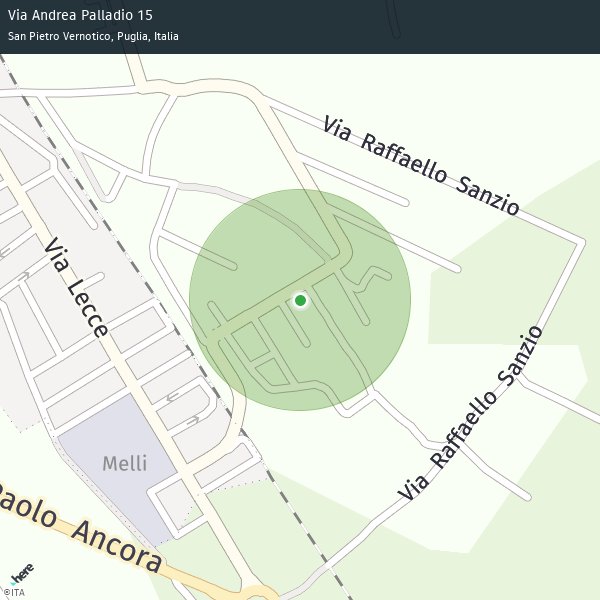 Via Andrea Palladio 15
San Pietro Vernotico, Puglia, Italia
Via Raffaello Sanzio
Via Lecce
Via Raffaello Sanzio
Melli
Paolo Ancora
here
©ITA